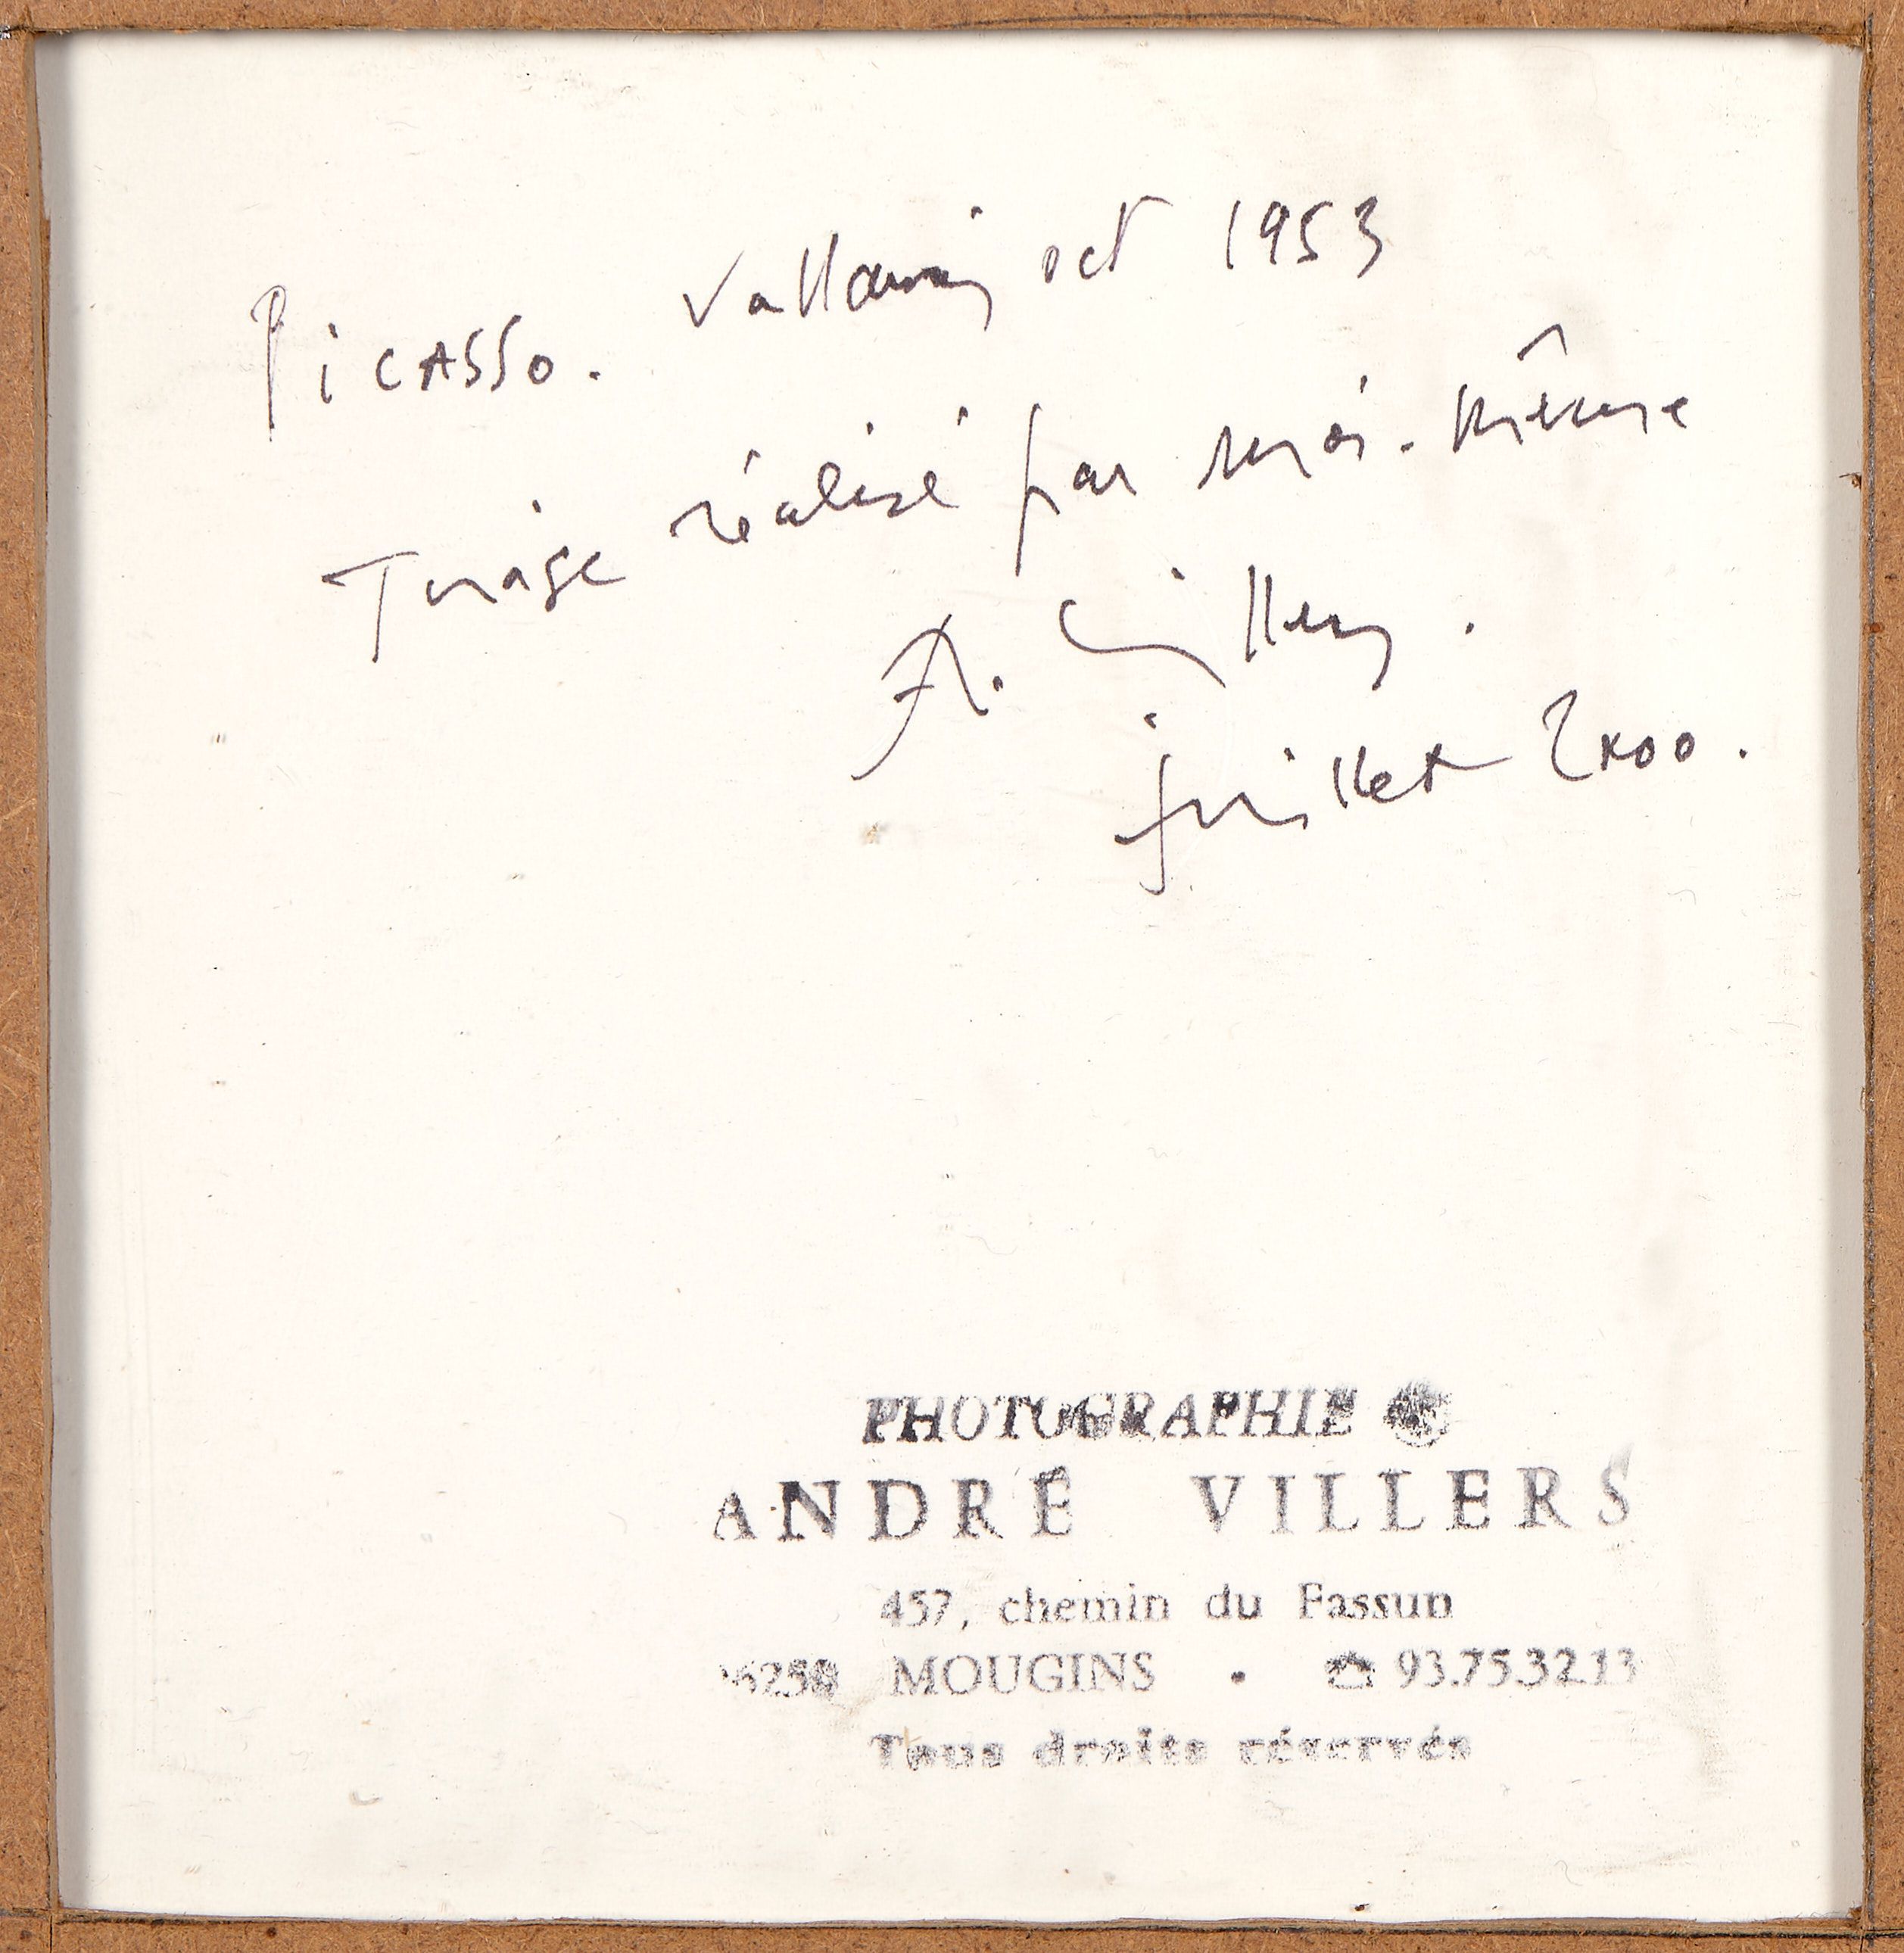 Picasso. Vallauris oct 1953
Tirage réalisé par moi-même
A. Villers.
juillet 2000.
PHOTOGRAPHIE
ANDRÉ VILLERS
457, chemin du Fassun
06250 MOUGINS • ☎ 93.75.32.13
Tous droits réservés